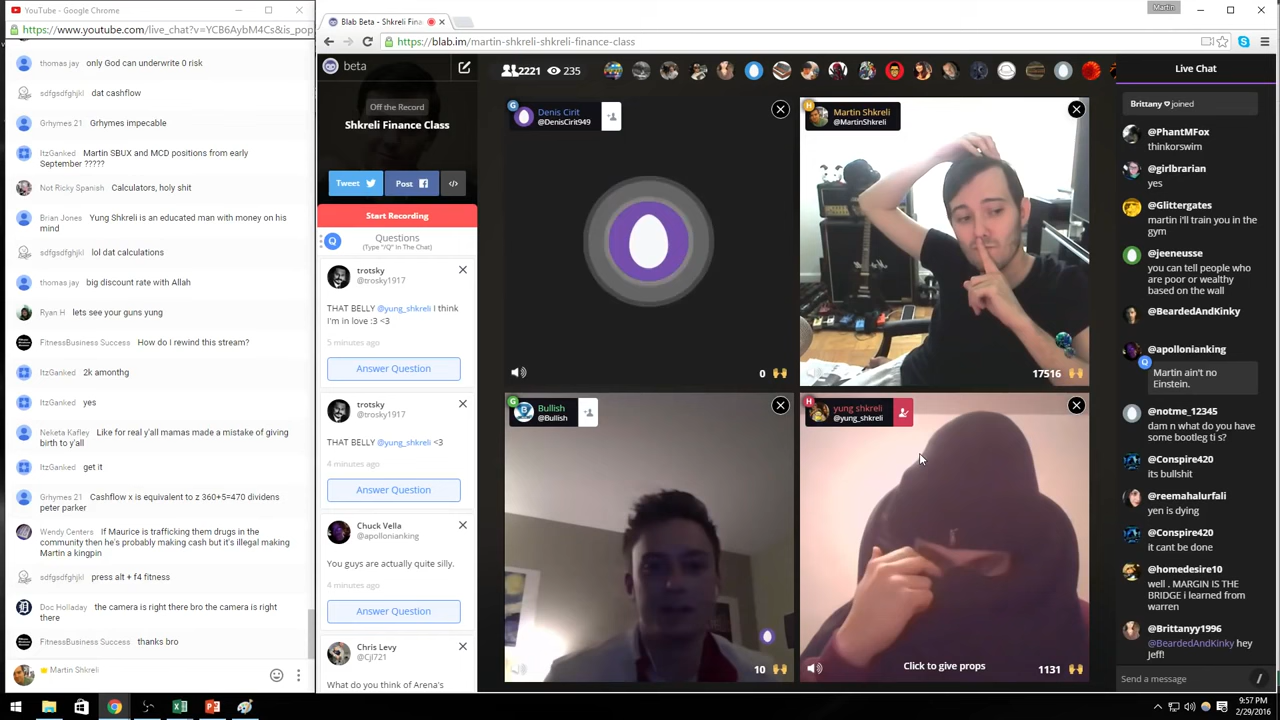 YouTube - Google Chrome
https://www.youtube.com/live_chat?v=YCB6AybM4Cs&is_pop
thomas jay only God can underwrite 0 risk
sdfgsdfghjkl dat cashflow
Grhymes 21 Grhymes impecable
ItzGanked Martin SBUX and MCD positions from early
September ?????
Not Ricky Spanish Calculators, holy shit
Brian Jones Yung Shkreli is an educated man with money on his
mind
sdfgsdfghjkl lol dat calculations
thomas jay big discount rate with Allah
Ryan H lets see your guns yung
FitnessBusiness Success How do I rewind this stream?
ItzGanked 2k amonthg
ItzGanked yes
Neketa Kafley Like for real y'all mamas made a mistake of giving
birth to y'all
ItzGanked get it
Grhymes 21 Cashflow x is equivalent to z 360+5=470 dividens
peter parker
Wendy Centers If Maurice is trafficking them drugs in the
community then he's probably making cash but it's illegal making
Martin a kingpin
sdfgsdfghjkl press alt + f4 fitness
Doc Holladay the camera is right there bro the camera is right
there
FitnessBusiness Success thanks bro
Martin Shkreli
Martin
Blab Beta - Shkreli Fina
https://blab.im/martin-shkreli-shkreli-finance-class
beta
2221 235
Off the Record
Shkreli Finance Class
Tweet
Post
</>
Start Recording
Q
Questions
(Type "/Q" In The Chat)
trotsky
@trosky1917
THAT BELLY @yung_shkreli I think
I'm in love :3 <3
5 minutes ago
Answer Question
trotsky
@trosky1917
THAT BELLY @yung_shkreli <3
4 minutes ago
Answer Question
Chuck Vella
@apollonianking
You guys are actually quite silly.
4 minutes ago
Answer Question
Chris Levy
@Cjl721
What do you think of Arena's
G
Denis Cirit
@DenisCirit949
0
H
Martin Shkreli
@MartinShkreli
17516
G
Bullish
@Bullish
10
H
yung shkreli
@yung_shkreli
Click to give props
1131
Live Chat
Brittany ♥ joined
@PhantMFox
thinkorswim
@girlbrarian
yes
@Glittergates
martin i'll train you in the
gym
@jeeneusse
you can tell people who
are poor or wealthy
based on the wall
@BeardedAndKinky
@apollonianking
Q
Martin ain't no
Einstein.
@notme_12345
dam n what do you have
some bootleg ti s?
@Conspire420
its bullshit
@reemahalurfali
yen is dying
@Conspire420
it cant be done
@homedesire10
well . MARGIN IS THE
BRIDGE i learned from
warren
@Brittanyy1996
@BeardedAndKinky hey
Jeff!
Send a message
/
9:57 PM
2/29/2016